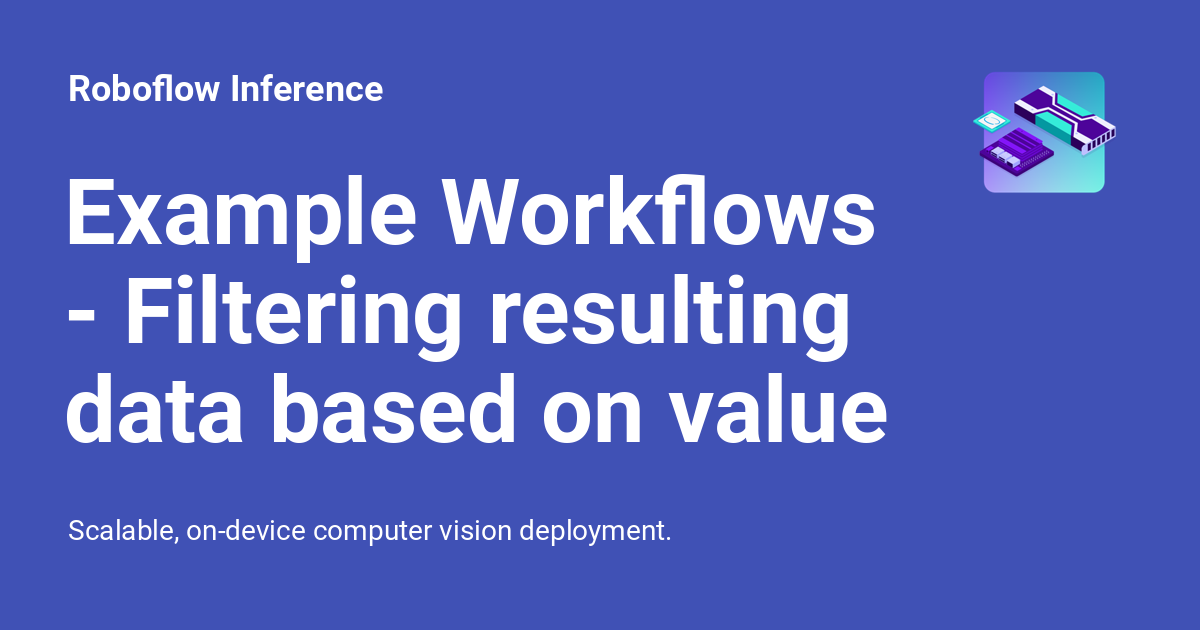 Roboflow Inference
Example Workflows
- Filtering resulting
data based on value
Scalable, on-device computer vision deployment.